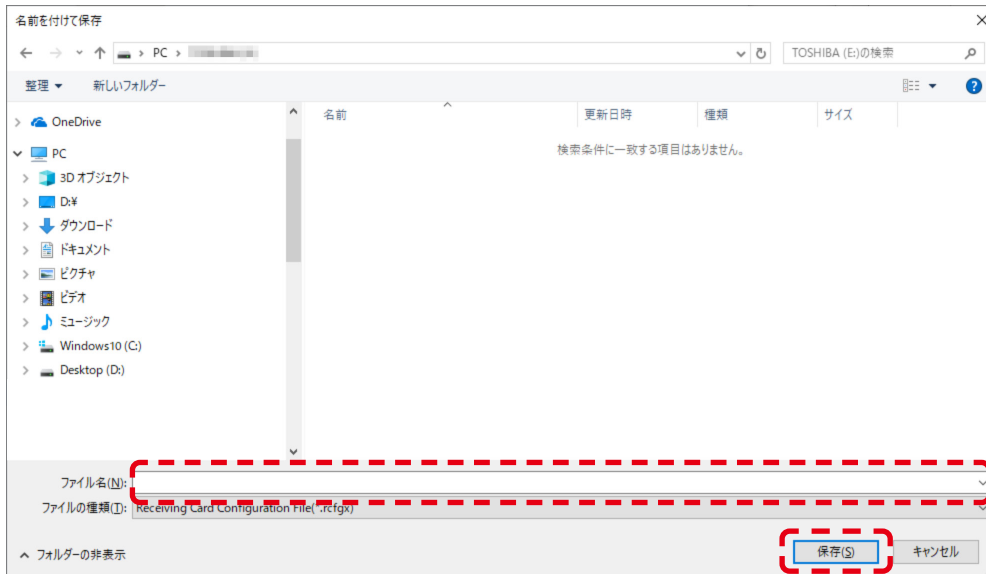 名前を付けて保存
PC
TOSHIBA (E:)の検索
整理 新しいフォルダー
名前 更新日時 種類 サイズ
検索条件に一致する項目はありません。
OneDrive
PC
3D オブジェクト
D:¥
ダウンロード
ドキュメント
ピクチャ
ビデオ
ミュージック
Windows10 (C:)
Desktop (D:)
ファイル名(N):
ファイルの種類(T): Receiving Card Configuration File(*.rcfgx)
フォルダーの非表示 保存(S) キャンセル